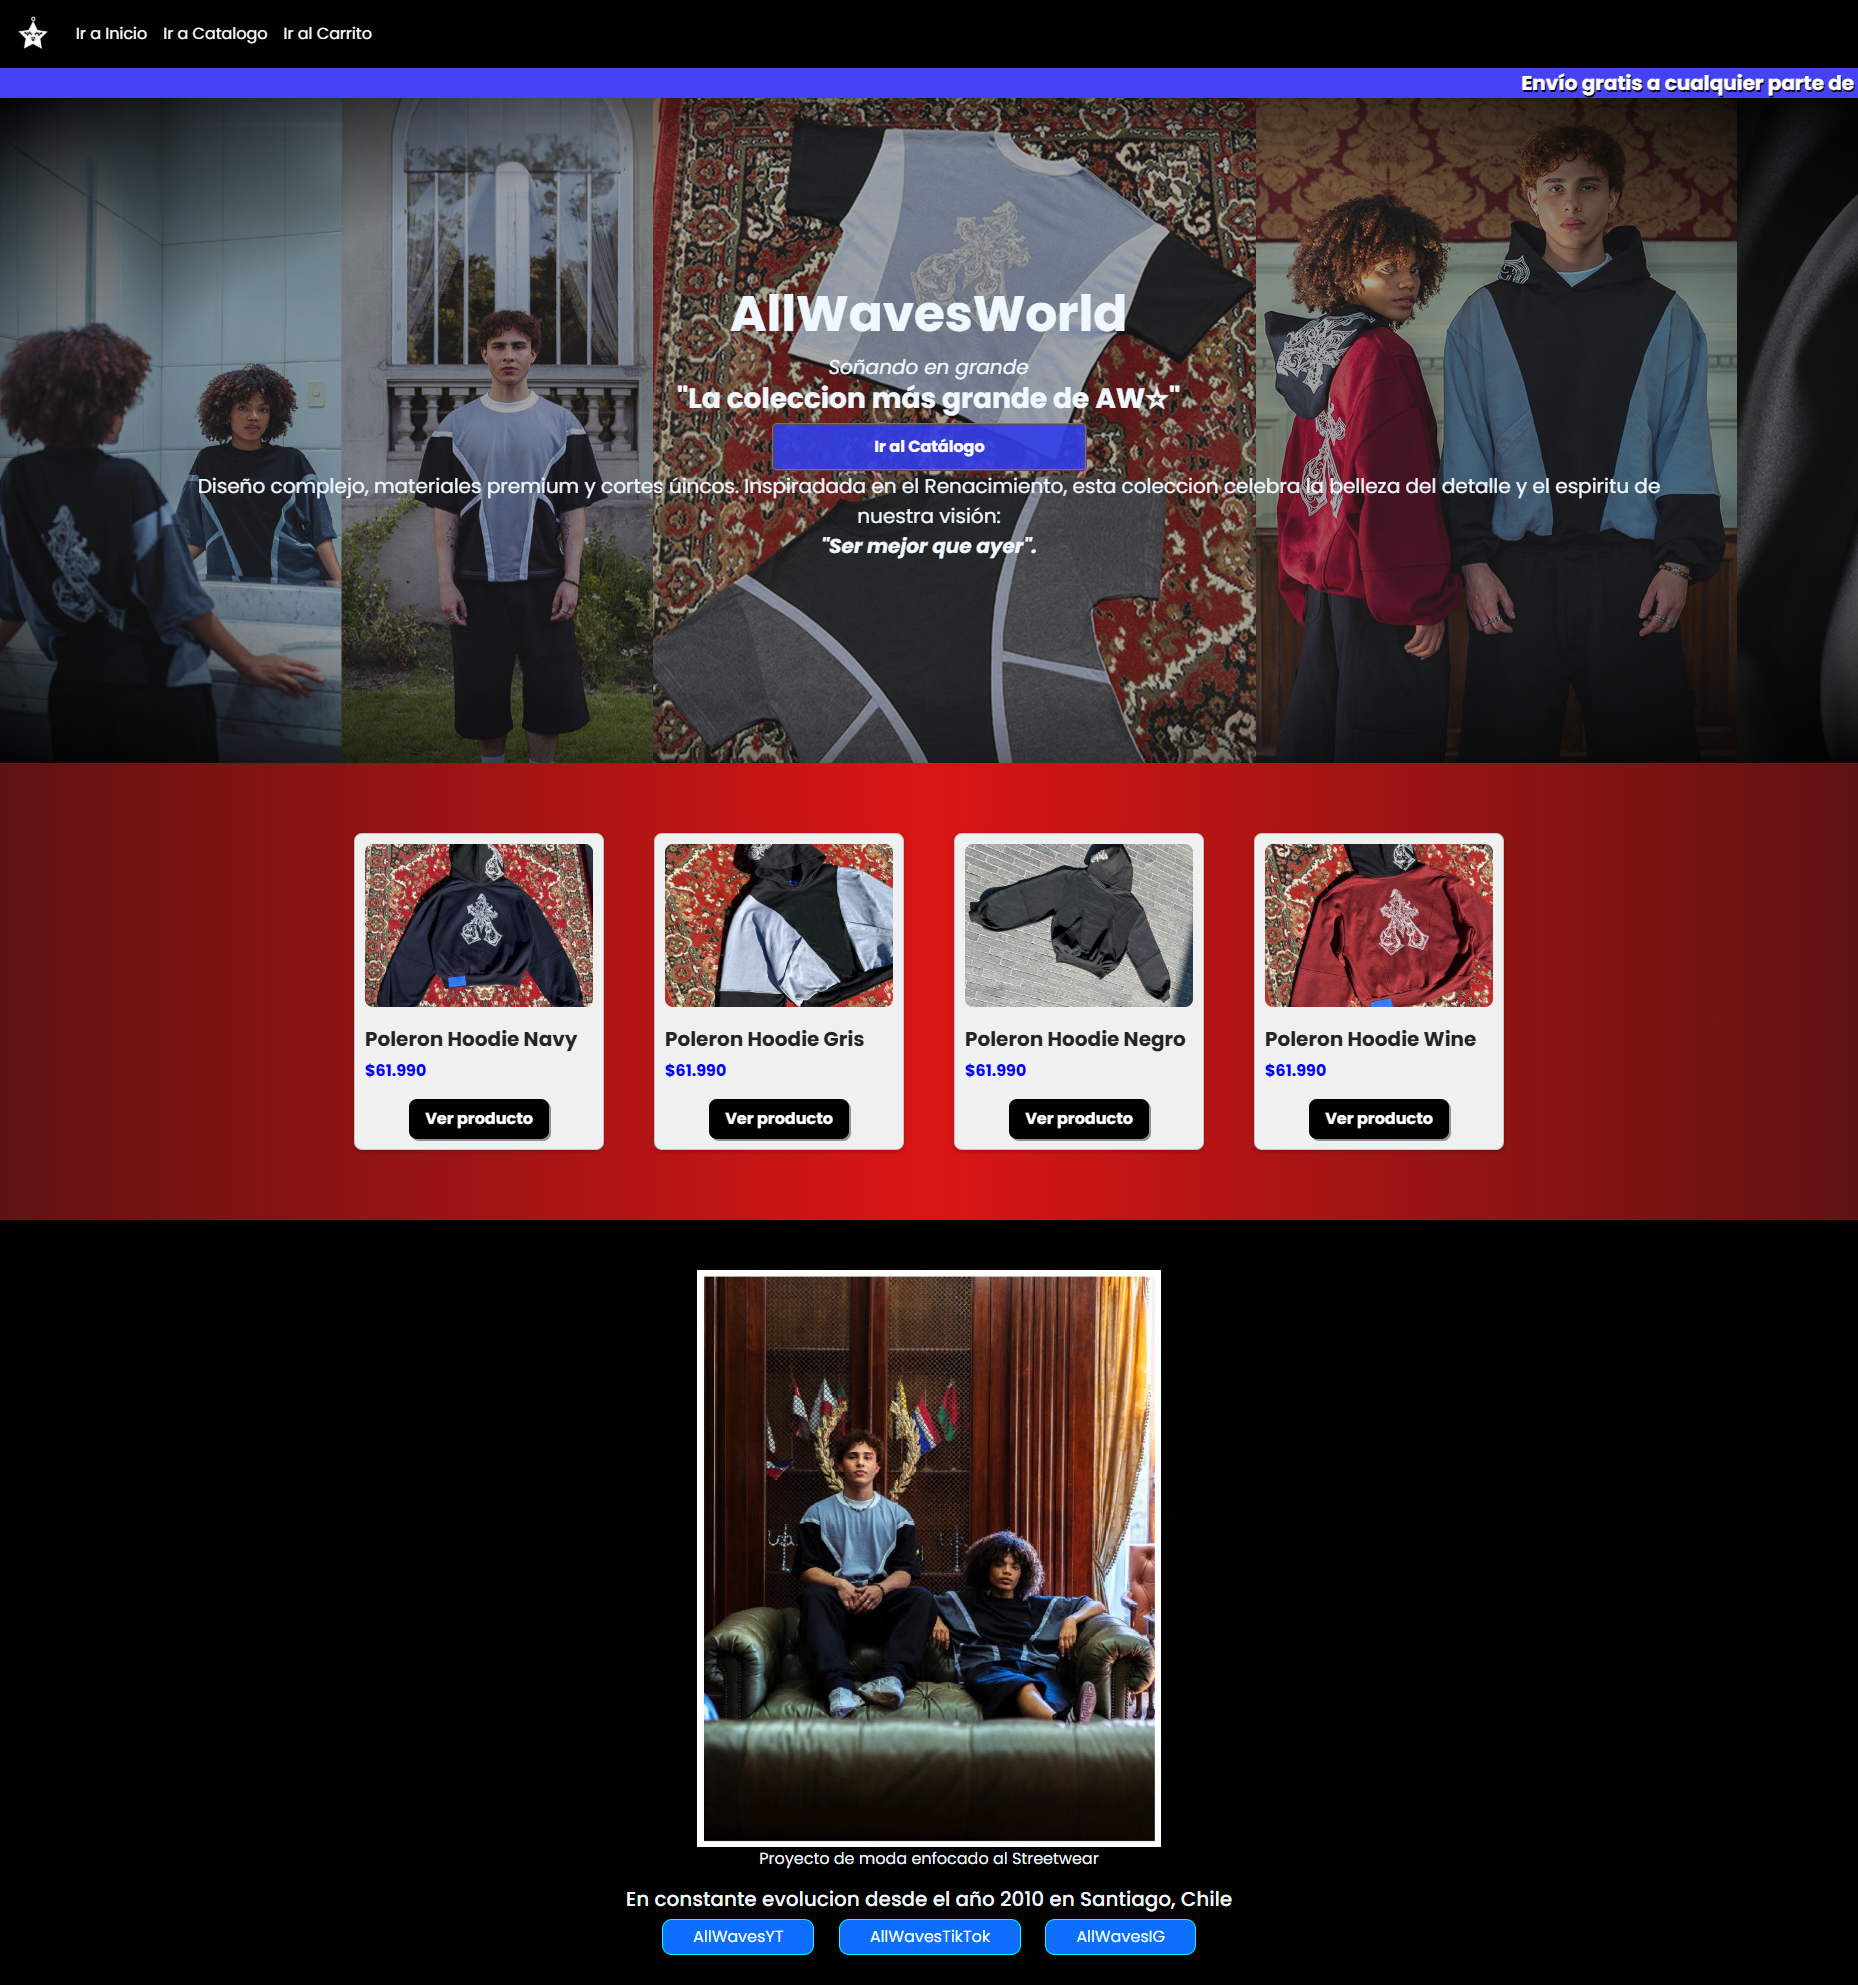 Ir a Inicio Ir a Catalogo Ir al Carrito
Envío gratis a cualquier parte de
AllWavesWorld
Soñando en grande
"La coleccion más grande de AW☆"
Ir al Catálogo
Diseño complejo, materiales premium y cortes úincos. Inspiradada en el Renacimiento, esta coleccion celebra la belleza del detalle y el espiritu de
nuestra visión:
"Ser mejor que ayer".
Poleron Hoodie Navy
$61.990
Ver producto
Poleron Hoodie Gris
$61.990
Ver producto
Poleron Hoodie Negro
$61.990
Ver producto
Poleron Hoodie Wine
$61.990
Ver producto
Proyecto de moda enfocado al Streetwear
En constante evolucion desde el año 2010 en Santiago, Chile
AllWavesYT AllWavesTikTok AllWavesIG